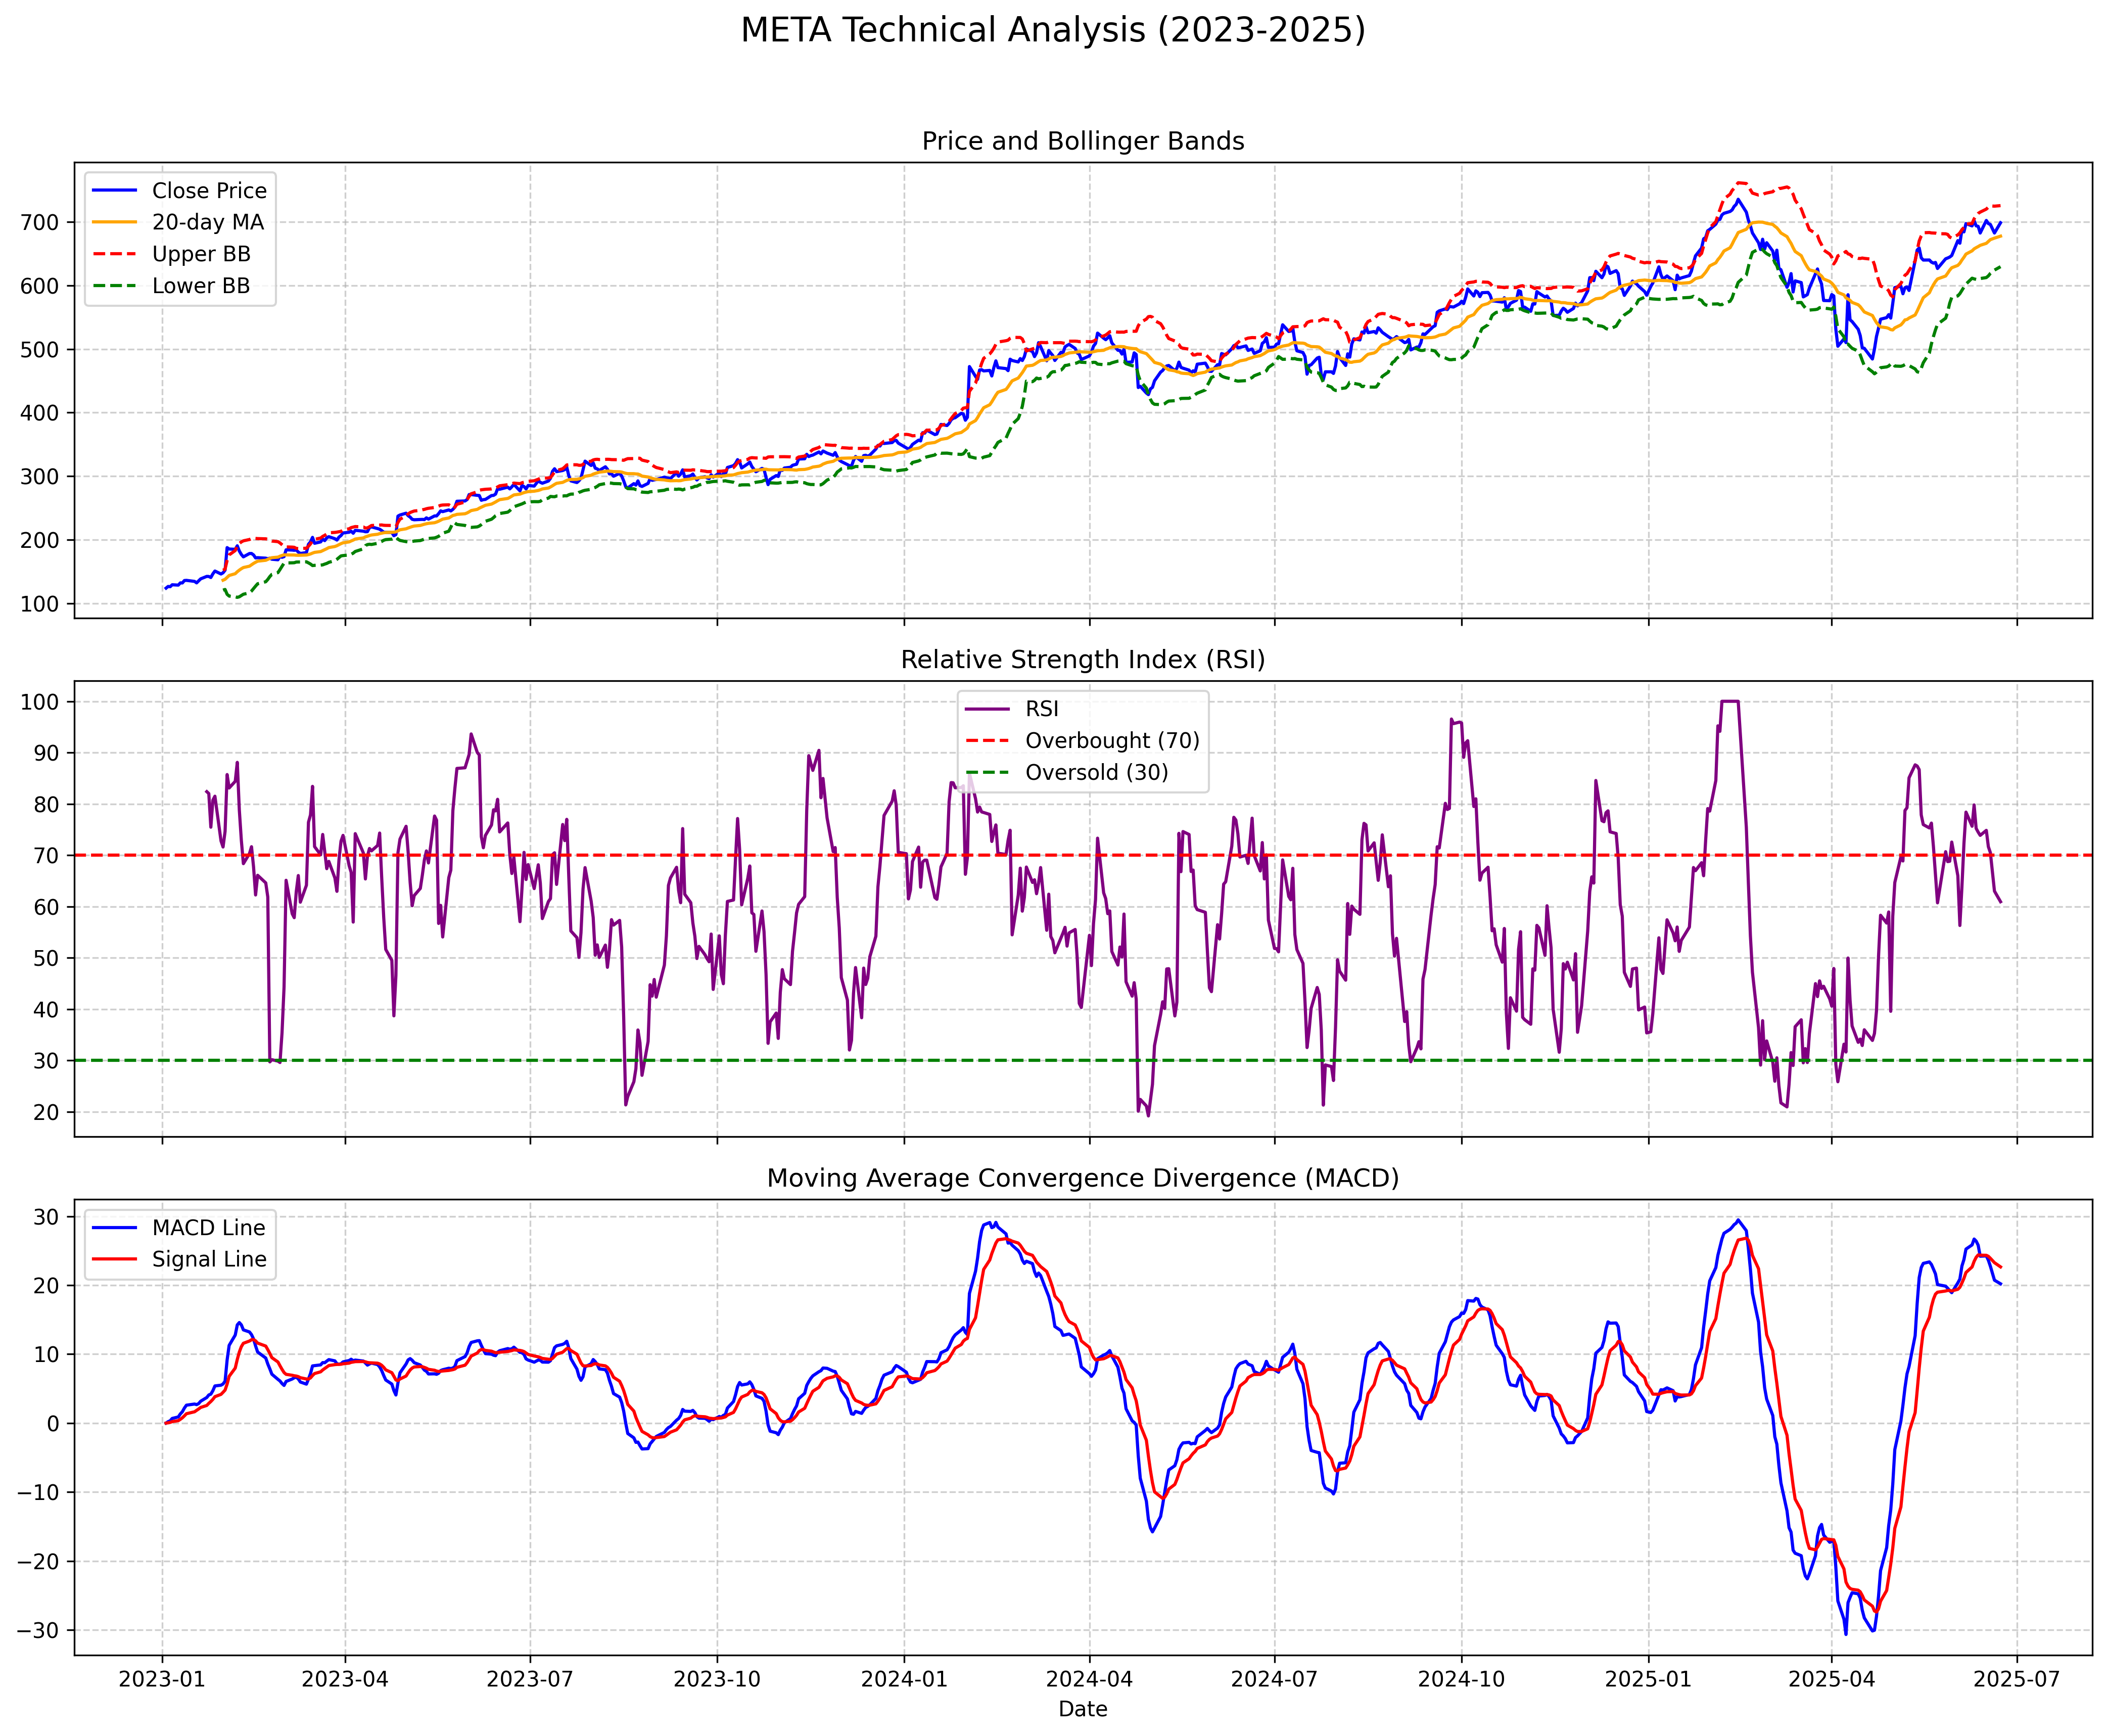 META Technical Analysis (2023-2025)
Price and Bollinger Bands
Close Price
20-day MA
Upper BB
Lower BB
700
600
500
400
300
200
100
Relative Strength Index (RSI)
RSI
Overbought (70)
Oversold (30)
100
90
80
70
60
50
40
30
20
Moving Average Convergence Divergence (MACD)
MACD Line
Signal Line
30
20
10
0
−10
−20
−30
2023-01 2023-04 2023-07 2023-10 2024-01 2024-04 2024-07 2024-10 2025-01 2025-04 2025-07
Date